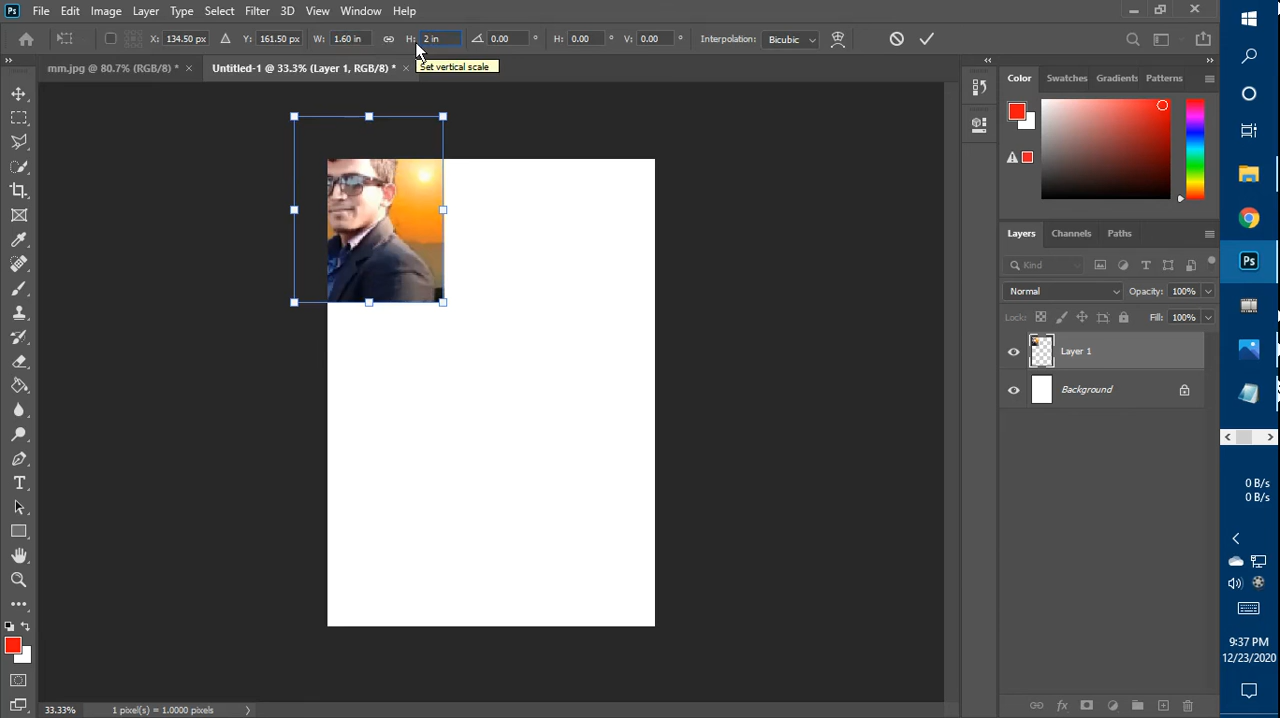 Ps File Edit Image Layer Type Select Filter 3D View Window Help
X: 134.50 px Y: 161.50 px W: 1.60 in H: 2 in 0.00 ° H: 0.00 ° V: 0.00 ° Interpolation: Bicubic
Set vertical scale
mm.jpg @ 80.7% (RGB/8) * × Untitled-1 @ 33.3% (Layer 1, RGB/8) * ×
Color Swatches Gradients Patterns
Layers Channels Paths
Kind
Normal Opacity: 100%
Lock: Fill: 100%
Layer 1
Background
33.33% 1 pixel(s) = 1.0000 pixels
Ps
0 B/s
0 B/s
9:37 PM
12/23/2020